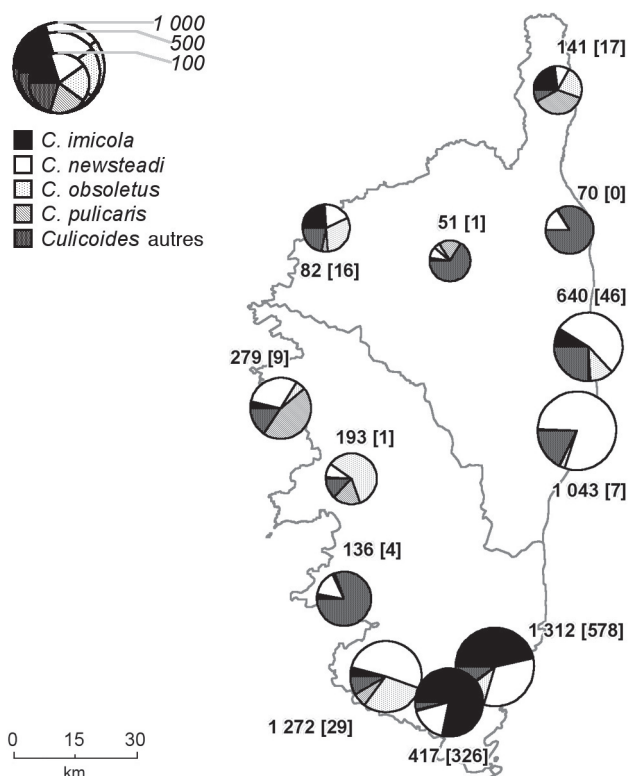 1 000
500
100
C. imicola
C. newsteadi
C. obsoletus
C. pulicaris
Culicoides autres
141 [17]
70 [0]
51 [1]
82 [16]
640 [46]
279 [9]
193 [1]
1 043 [7]
136 [4]
1 312 [578]
1 272 [29]
417 [326]
0 15 30
km